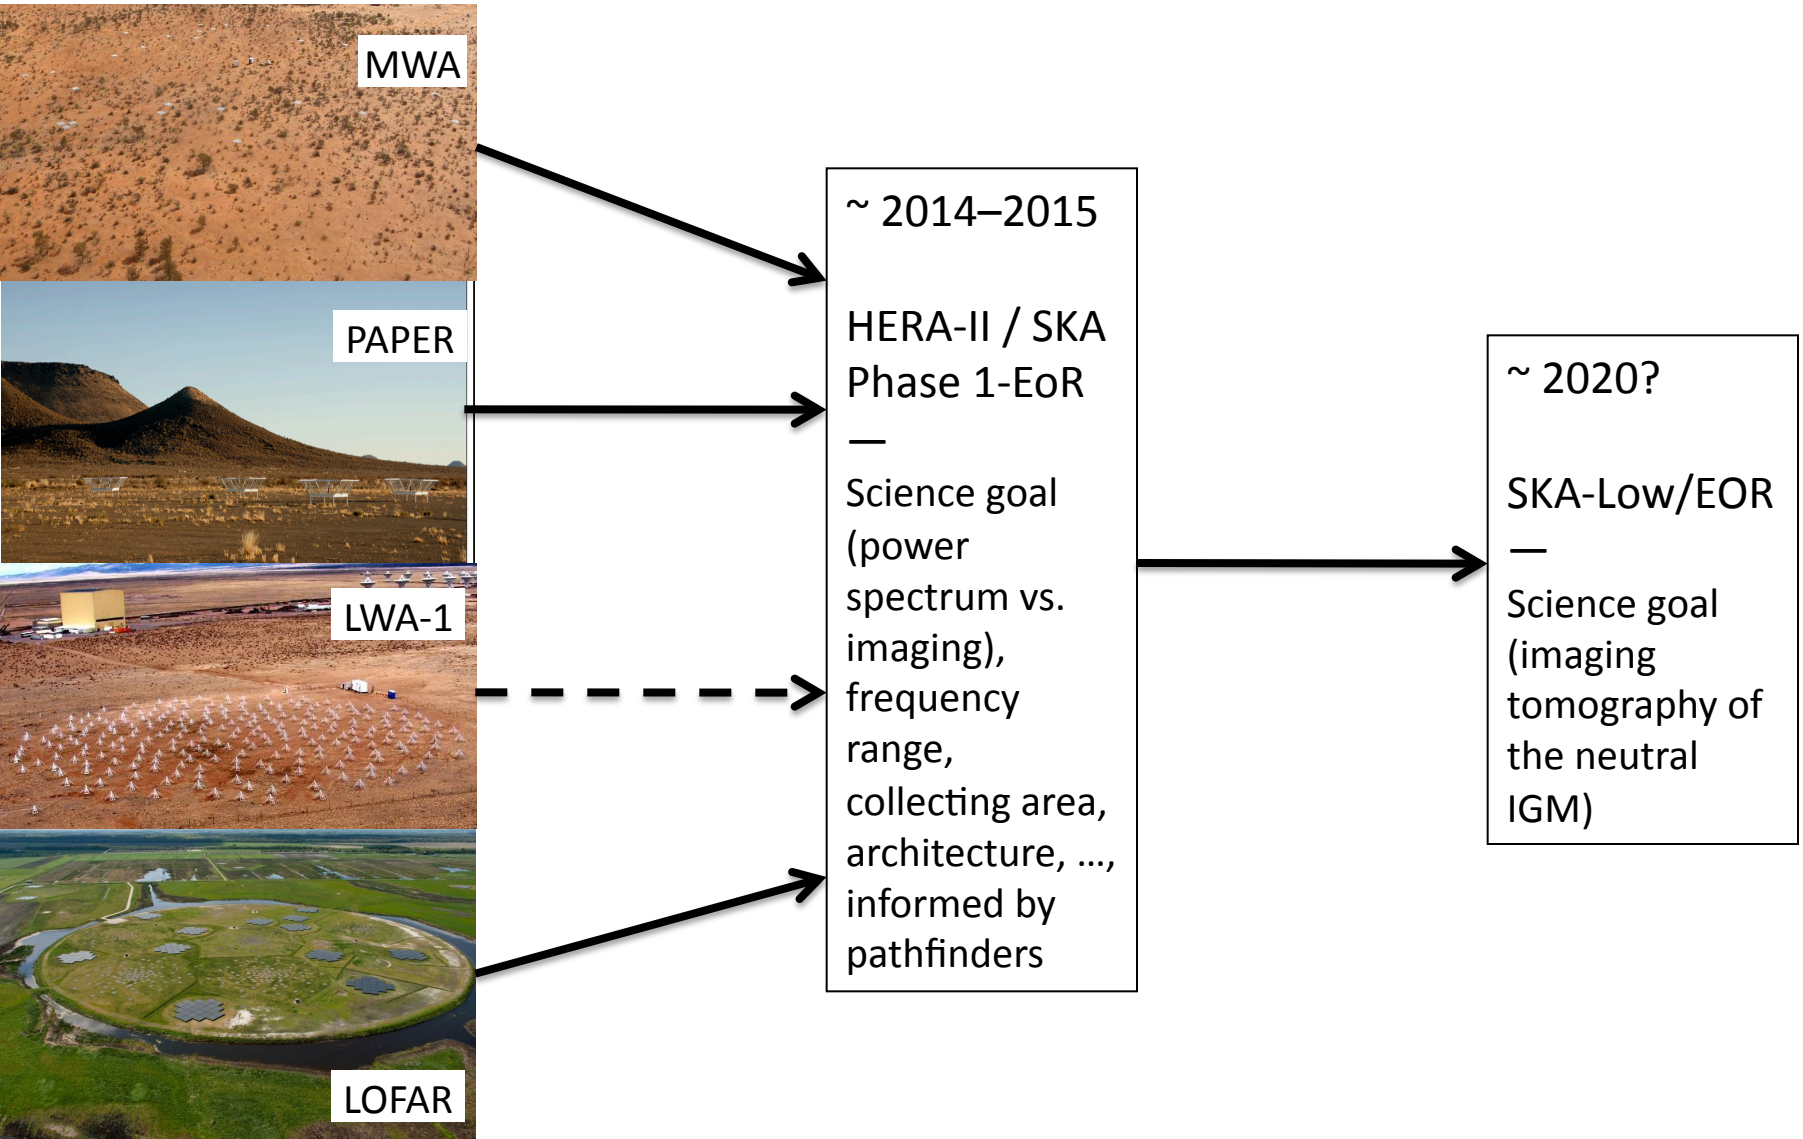 MWA
PAPER
LWA-1
LOFAR
~ 2014–2015
HERA-II / SKA
Phase 1-EoR
—
Science goal
(power
spectrum vs.
imaging),
frequency
range,
collecting area,
architecture, ...,
informed by
pathfinders
~ 2020?
SKA-Low/EOR
—
Science goal
(imaging
tomography of
the neutral
IGM)